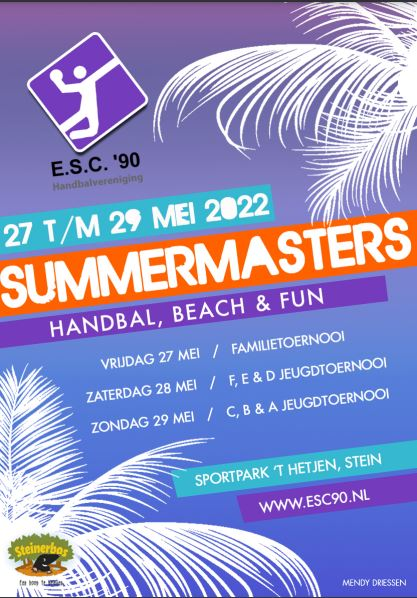 E.S.C. '90
Handbalvereniging
27 T/M 29 MEI 2022
SUMMERMASTERS
HANDBAL, BEACH & FUN
VRIJDAG 27 MEI / FAMILIETOERNOOI
ZATERDAG 28 MEI / F, E & D JEUGDTOERNOOI
ZONDAG 29 MEI / C, B & A JEUGDTOERNOOI
SPORTPARK 'T HETJEN, STEIN
WWW.ESC90.NL
Steinerbos
MENDY DRIESSEN